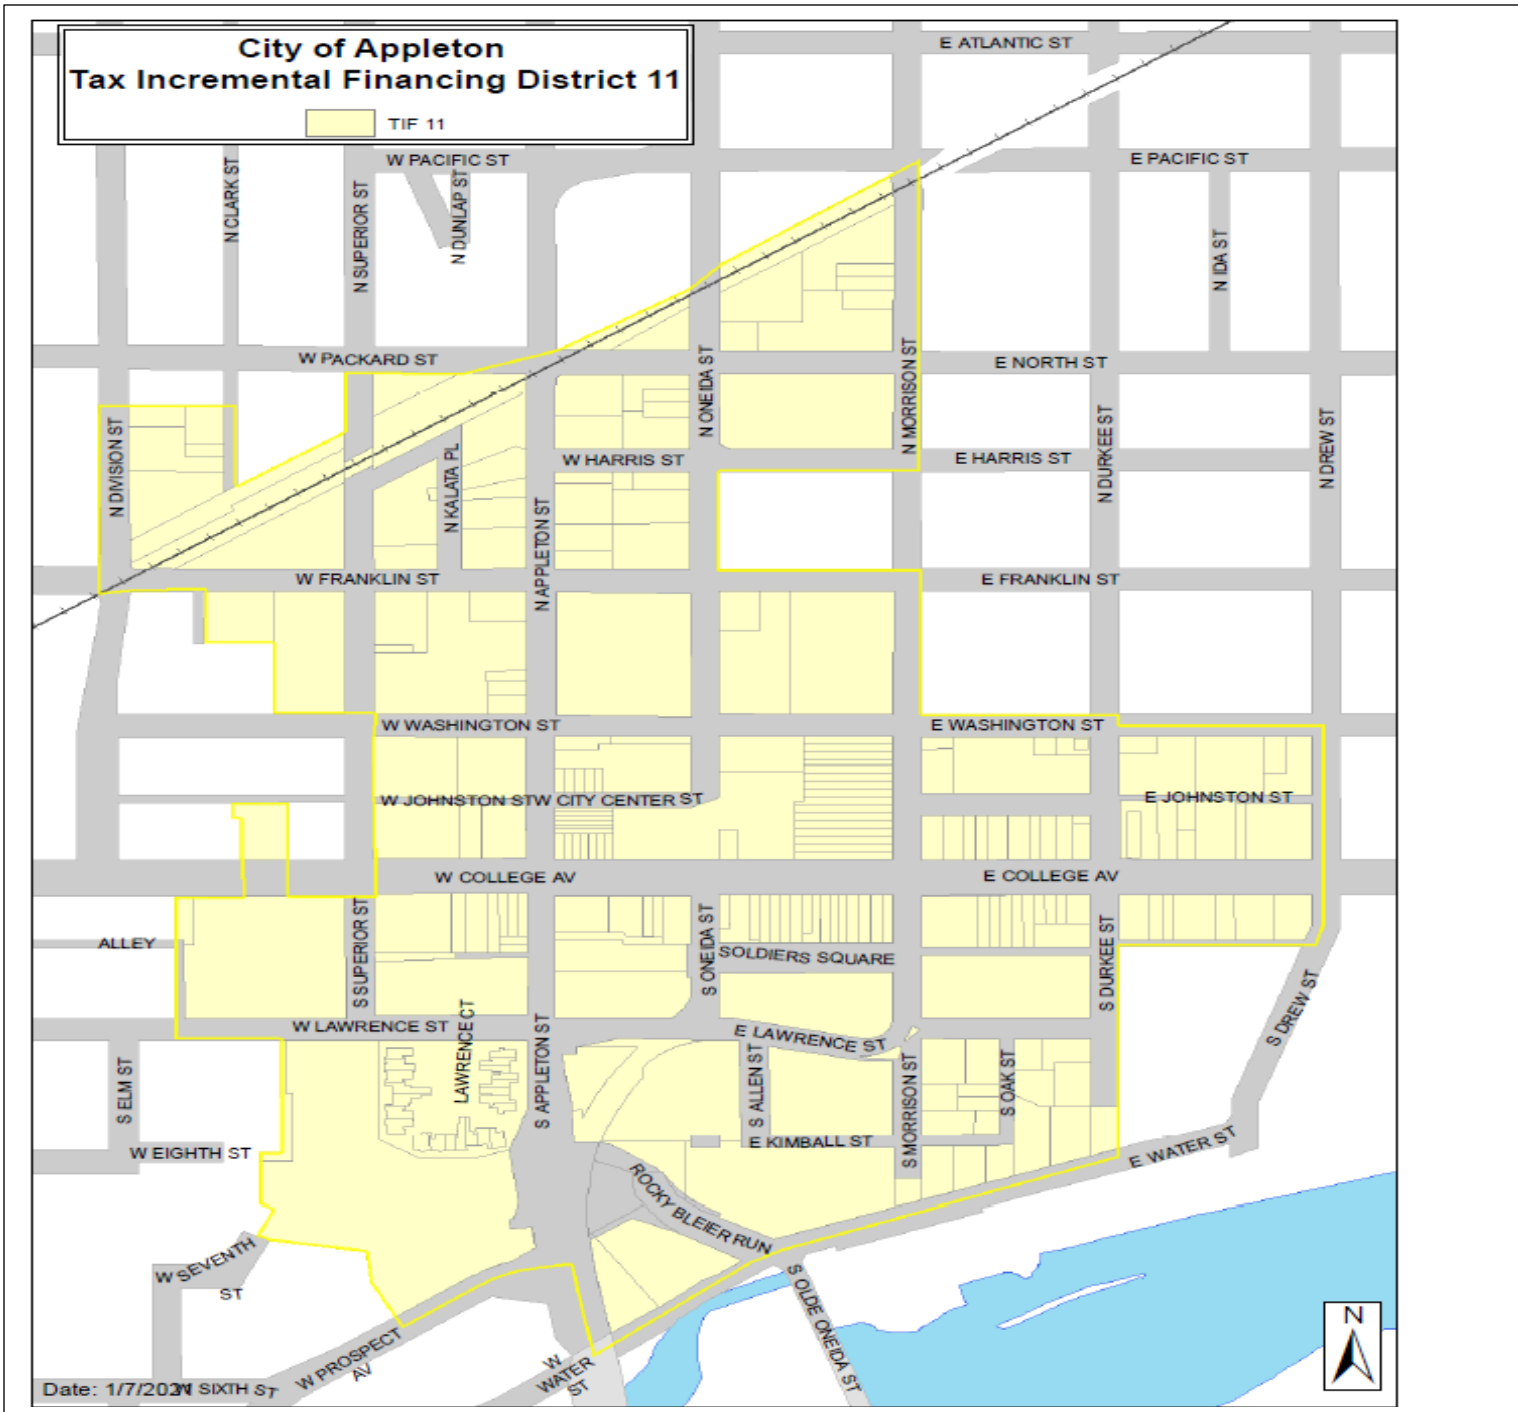 City of Appleton
Tax Incremental Financing District 11
TIF 11
E ATLANTIC ST
W PACIFIC ST
E PACIFIC ST
N CLARK ST
N SUPERIOR ST
N DUNLAP ST
N IDA ST
W PACKARD ST
E NORTH ST
N ONEIDA ST
N MORRISON ST
N DIVISION ST
N KALATA PL
W HARRIS ST
E HARRIS ST
N DURKEE ST
N DREW ST
N APPLETON ST
W FRANKLIN ST
E FRANKLIN ST
W WASHINGTON ST
E WASHINGTON ST
W JOHNSTON ST
W CITY CENTER ST
E JOHNSTON ST
W COLLEGE AV
E COLLEGE AV
ALLEY
S SUPERIOR ST
S ONEIDA ST
SOLDIERS SQUARE
S DURKEE ST
W LAWRENCE ST
LAWRENCE CT
S APPLETON ST
E LAWRENCE ST
S DREW ST
S ELM ST
S ALLEN ST
S MORRISON ST
S OAK ST
W EIGHTH ST
E KIMBALL ST
E WATER ST
ROCKY BLEIER RUN
W SEVENTH
ST
S OLDE ONEIDA ST
W PROSPECT
AV
W
WATER
ST
N
Date: 1/7/2021
W SIXTH ST